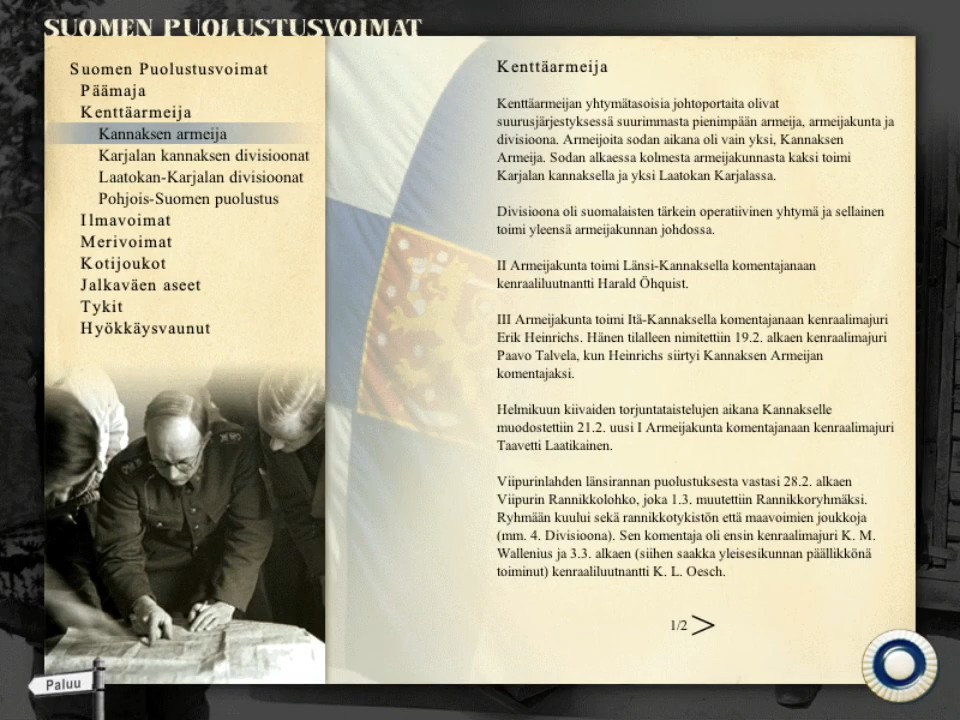 SUOMEN PUOLUSTUSVOIMAT
Suomen Puolustusvoimat
Päämaja
Kenttäarmeija
Kannaksen armeija
Karjalan kannaksen divisioonat
Laatokan-Karjalan divisioonat
Pohjois-Suomen puolustus
Ilmavoimat
Merivoimat
Kotijoukot
Jalkaväen aseet
Tykit
Hyökkäysvaunut
Paluu
Kenttäarmeija
Kenttäarmeijan yhtymätasoisia johtoportaita olivat
suurusjärjestyksessä suurimmasta pienimpään armeija, armeijakunta ja
divisioona. Armeijoita sodan aikana oli vain yksi, Kannaksen
Armeija. Sodan alkaessa kolmesta armeijakunnasta kaksi toimi
Karjalan kannaksella ja yksi Laatokan Karjalassa.
Divisioona oli suomalaisten tärkein operatiivinen yhtymä ja sellainen
toimi yleensä armeijakunnan johdossa.
II Armeijakunta toimi Länsi-Kannaksella komentajanaan
kenraaliluutnantti Harald Öhquist.
III Armeijakunta toimi Itä-Kannaksella komentajanaan kenraalimajuri
Erik Heinrichs. Hänen tilalleen nimitettiin 19.2. alkaen kenraalimajuri
Paavo Talvela, kun Heinrichs siirtyi Kannaksen Armeijan
komentajaksi.
Helmikuun kiivaiden torjuntataistelujen aikana Kannakselle
muodostettiin 21.2. uusi I Armeijakunta komentajanaan kenraalimajuri
Taavetti Laatikainen.
Viipurinlahden länsirannan puolustuksesta vastasi 28.2. alkaen
Viipurin Rannikkolohko, joka 1.3. muutettiin Rannikkoryhmäksi.
Ryhmään kuului sekä rannikkotykistön että maavoimien joukkoja
(mm. 4. Divisioona). Sen komentaja oli ensin kenraalimajuri K. M.
Wallenius ja 3.3. alkaen (siihen saakka yleisesikunnan päällikkönä
toiminut) kenraaliluutnantti K. L. Oesch.
1/2 >